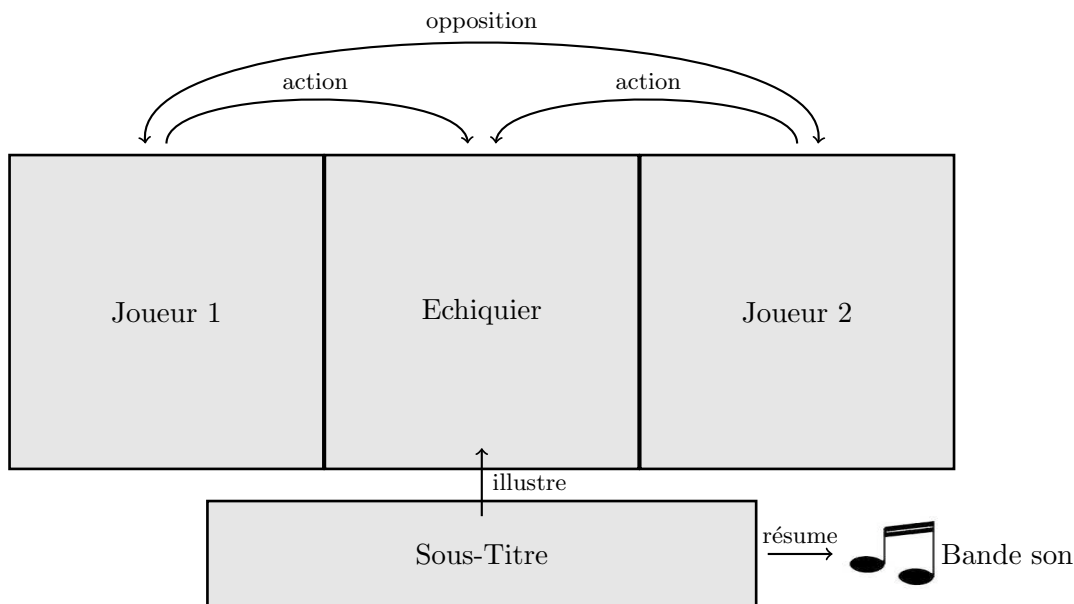 opposition
action
action
Joueur 1
Echiquier
Joueur 2
illustre
Sous-Titre
résume
Bande son